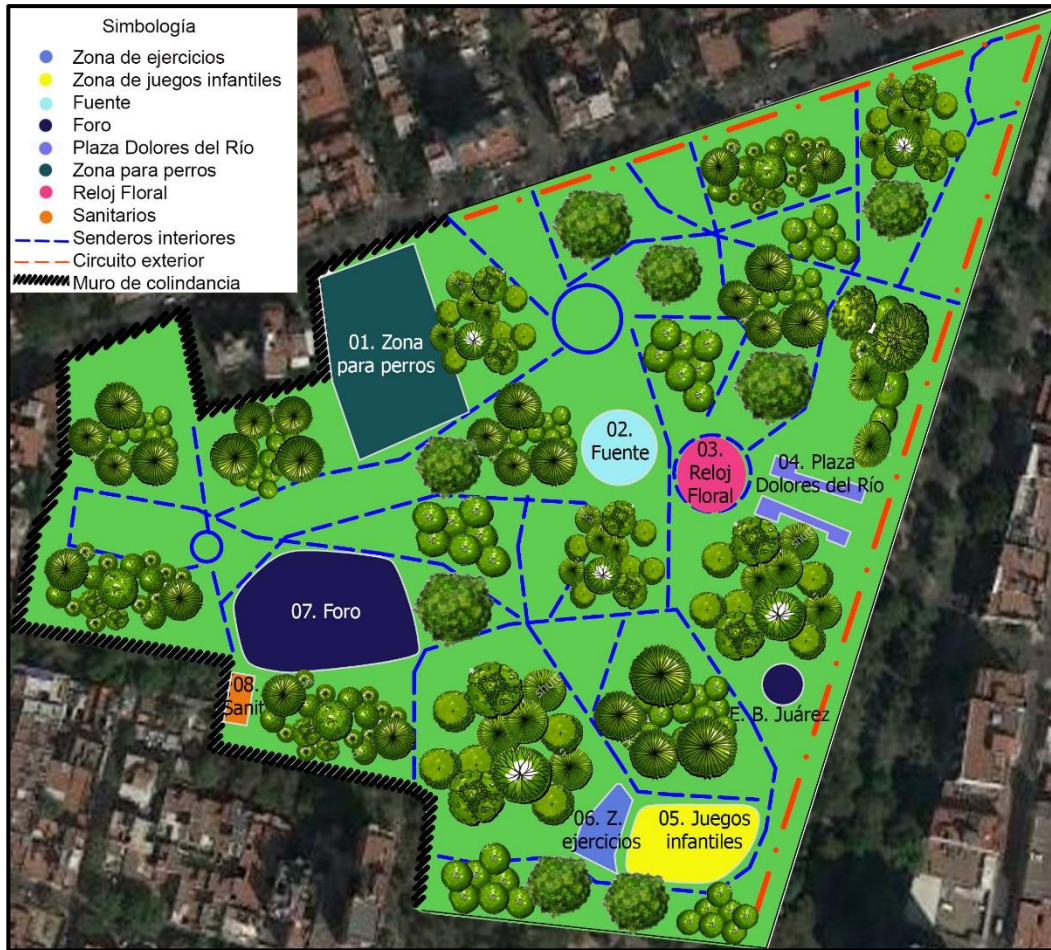 Simbología
Zona de ejercicios
Zona de juegos infantiles
Fuente
Foro
Plaza Dolores del Río
Zona para perros
Reloj Floral
Sanitarios
Senderos interiores
Circuito exterior
Muro de colindancia
01. Zona
para perros
02.
Fuente
03.
Reloj
Floral
04. Plaza
Dolores del Río
07. Foro
08.
Sanit
E. B. Juárez
06. Z.
ejercicios
05. Juegos
infantiles